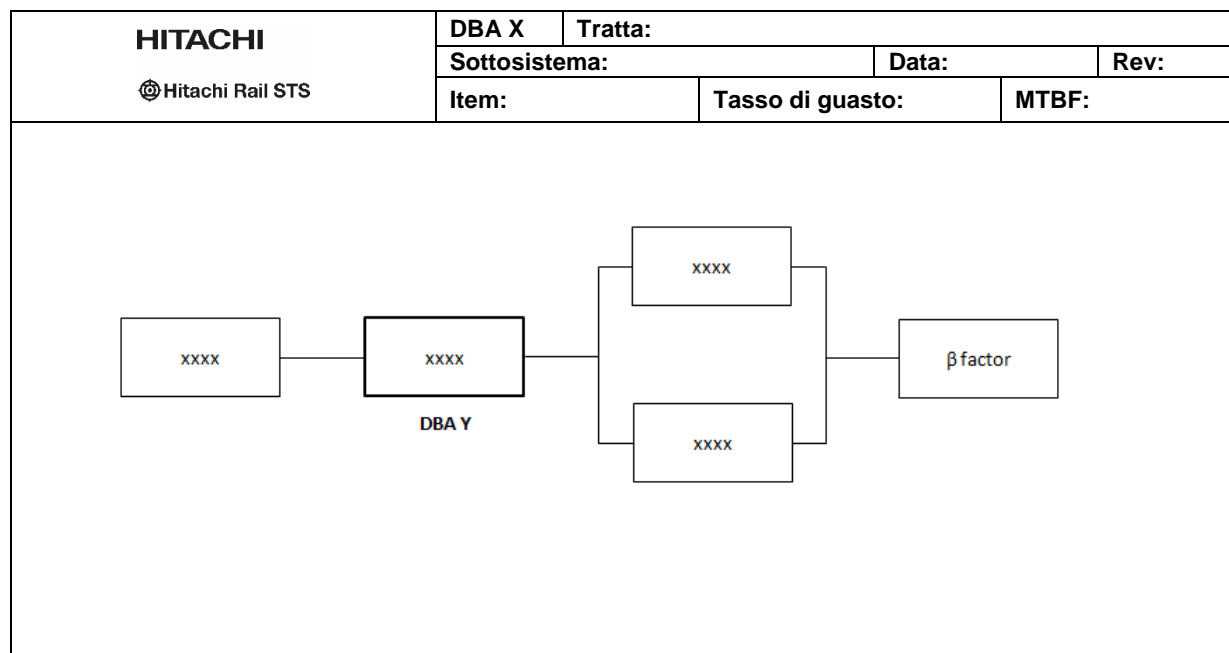 HITACHI
Hitachi Rail STS
DBA X Tratta:
Sottosistema: Data: Rev:
Item: Tasso di guasto: MTBF:
xxxx
xxxx
xxxx
β factor
DBA Y
xxxx